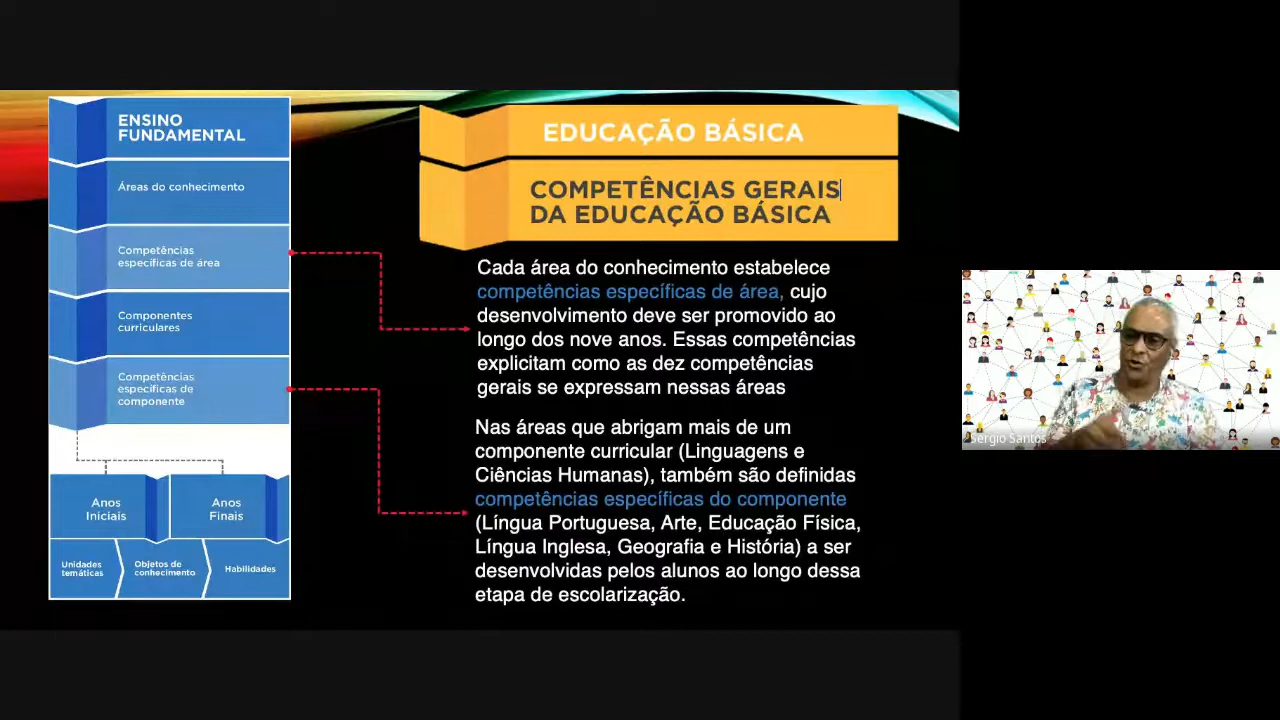 ENSINO
FUNDAMENTAL
Áreas do conhecimento
Competências
específicas de área
Componentes
curriculares
Competências
específicas de
componente
Anos
Iniciais
Anos
Finais
Unidades
temáticas
Objetos de
conhecimento
Habilidades
EDUCAÇÃO BÁSICA
COMPETÊNCIAS GERAIS
DA EDUCAÇÃO BÁSICA
Cada área do conhecimento estabelece
competências específicas de área, cujo
desenvolvimento deve ser promovido ao
longo dos nove anos. Essas competências
explicitam como as dez competências
gerais se expressam nessas áreas
Nas áreas que abrigam mais de um
componente curricular (Linguagens e
Ciências Humanas), também são definidas
competências específicas do componente
(Língua Portuguesa, Arte, Educação Física,
Língua Inglesa, Geografia e História) a ser
desenvolvidas pelos alunos ao longo dessa
etapa de escolarização.
Sérgio Santos